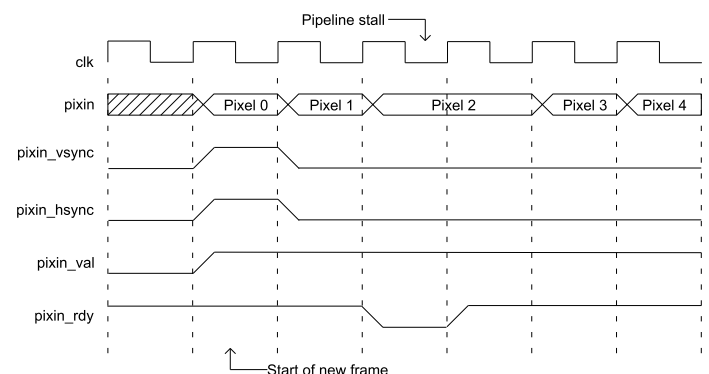 Pipeline stall
clk
pixin
Pixel 0
Pixel 1
Pixel 2
Pixel 3
Pixel 4
pixin_vsync
pixin_hsync
pixin_val
pixin_rdy
Start of new frame